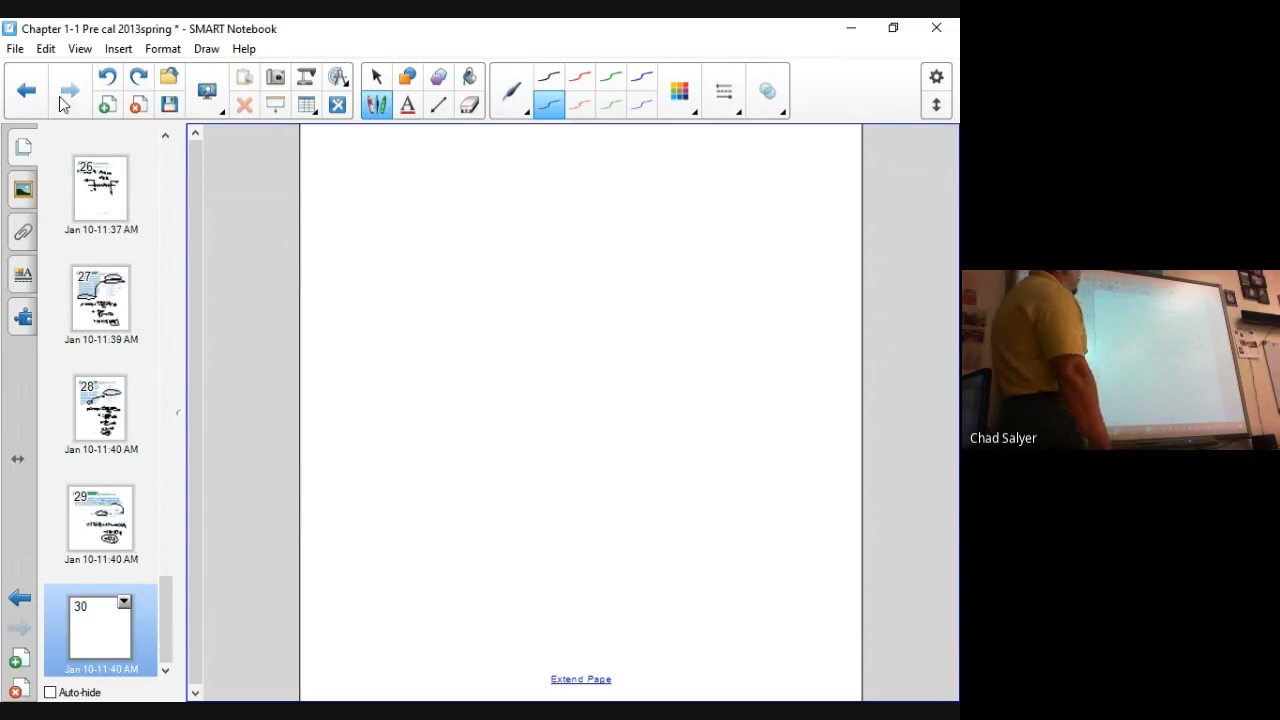 Chapter 1-1 Pre cal 2013spring * - SMART Notebook
File Edit View Insert Format Draw Help
26
Jan 10-11:37 AM
27
Jan 10-11:39 AM
28
Jan 10-11:40 AM
29
Jan 10-11:40 AM
30
Jan 10-11:40 AM
Auto-hide
Extend Page
Chad Salyer